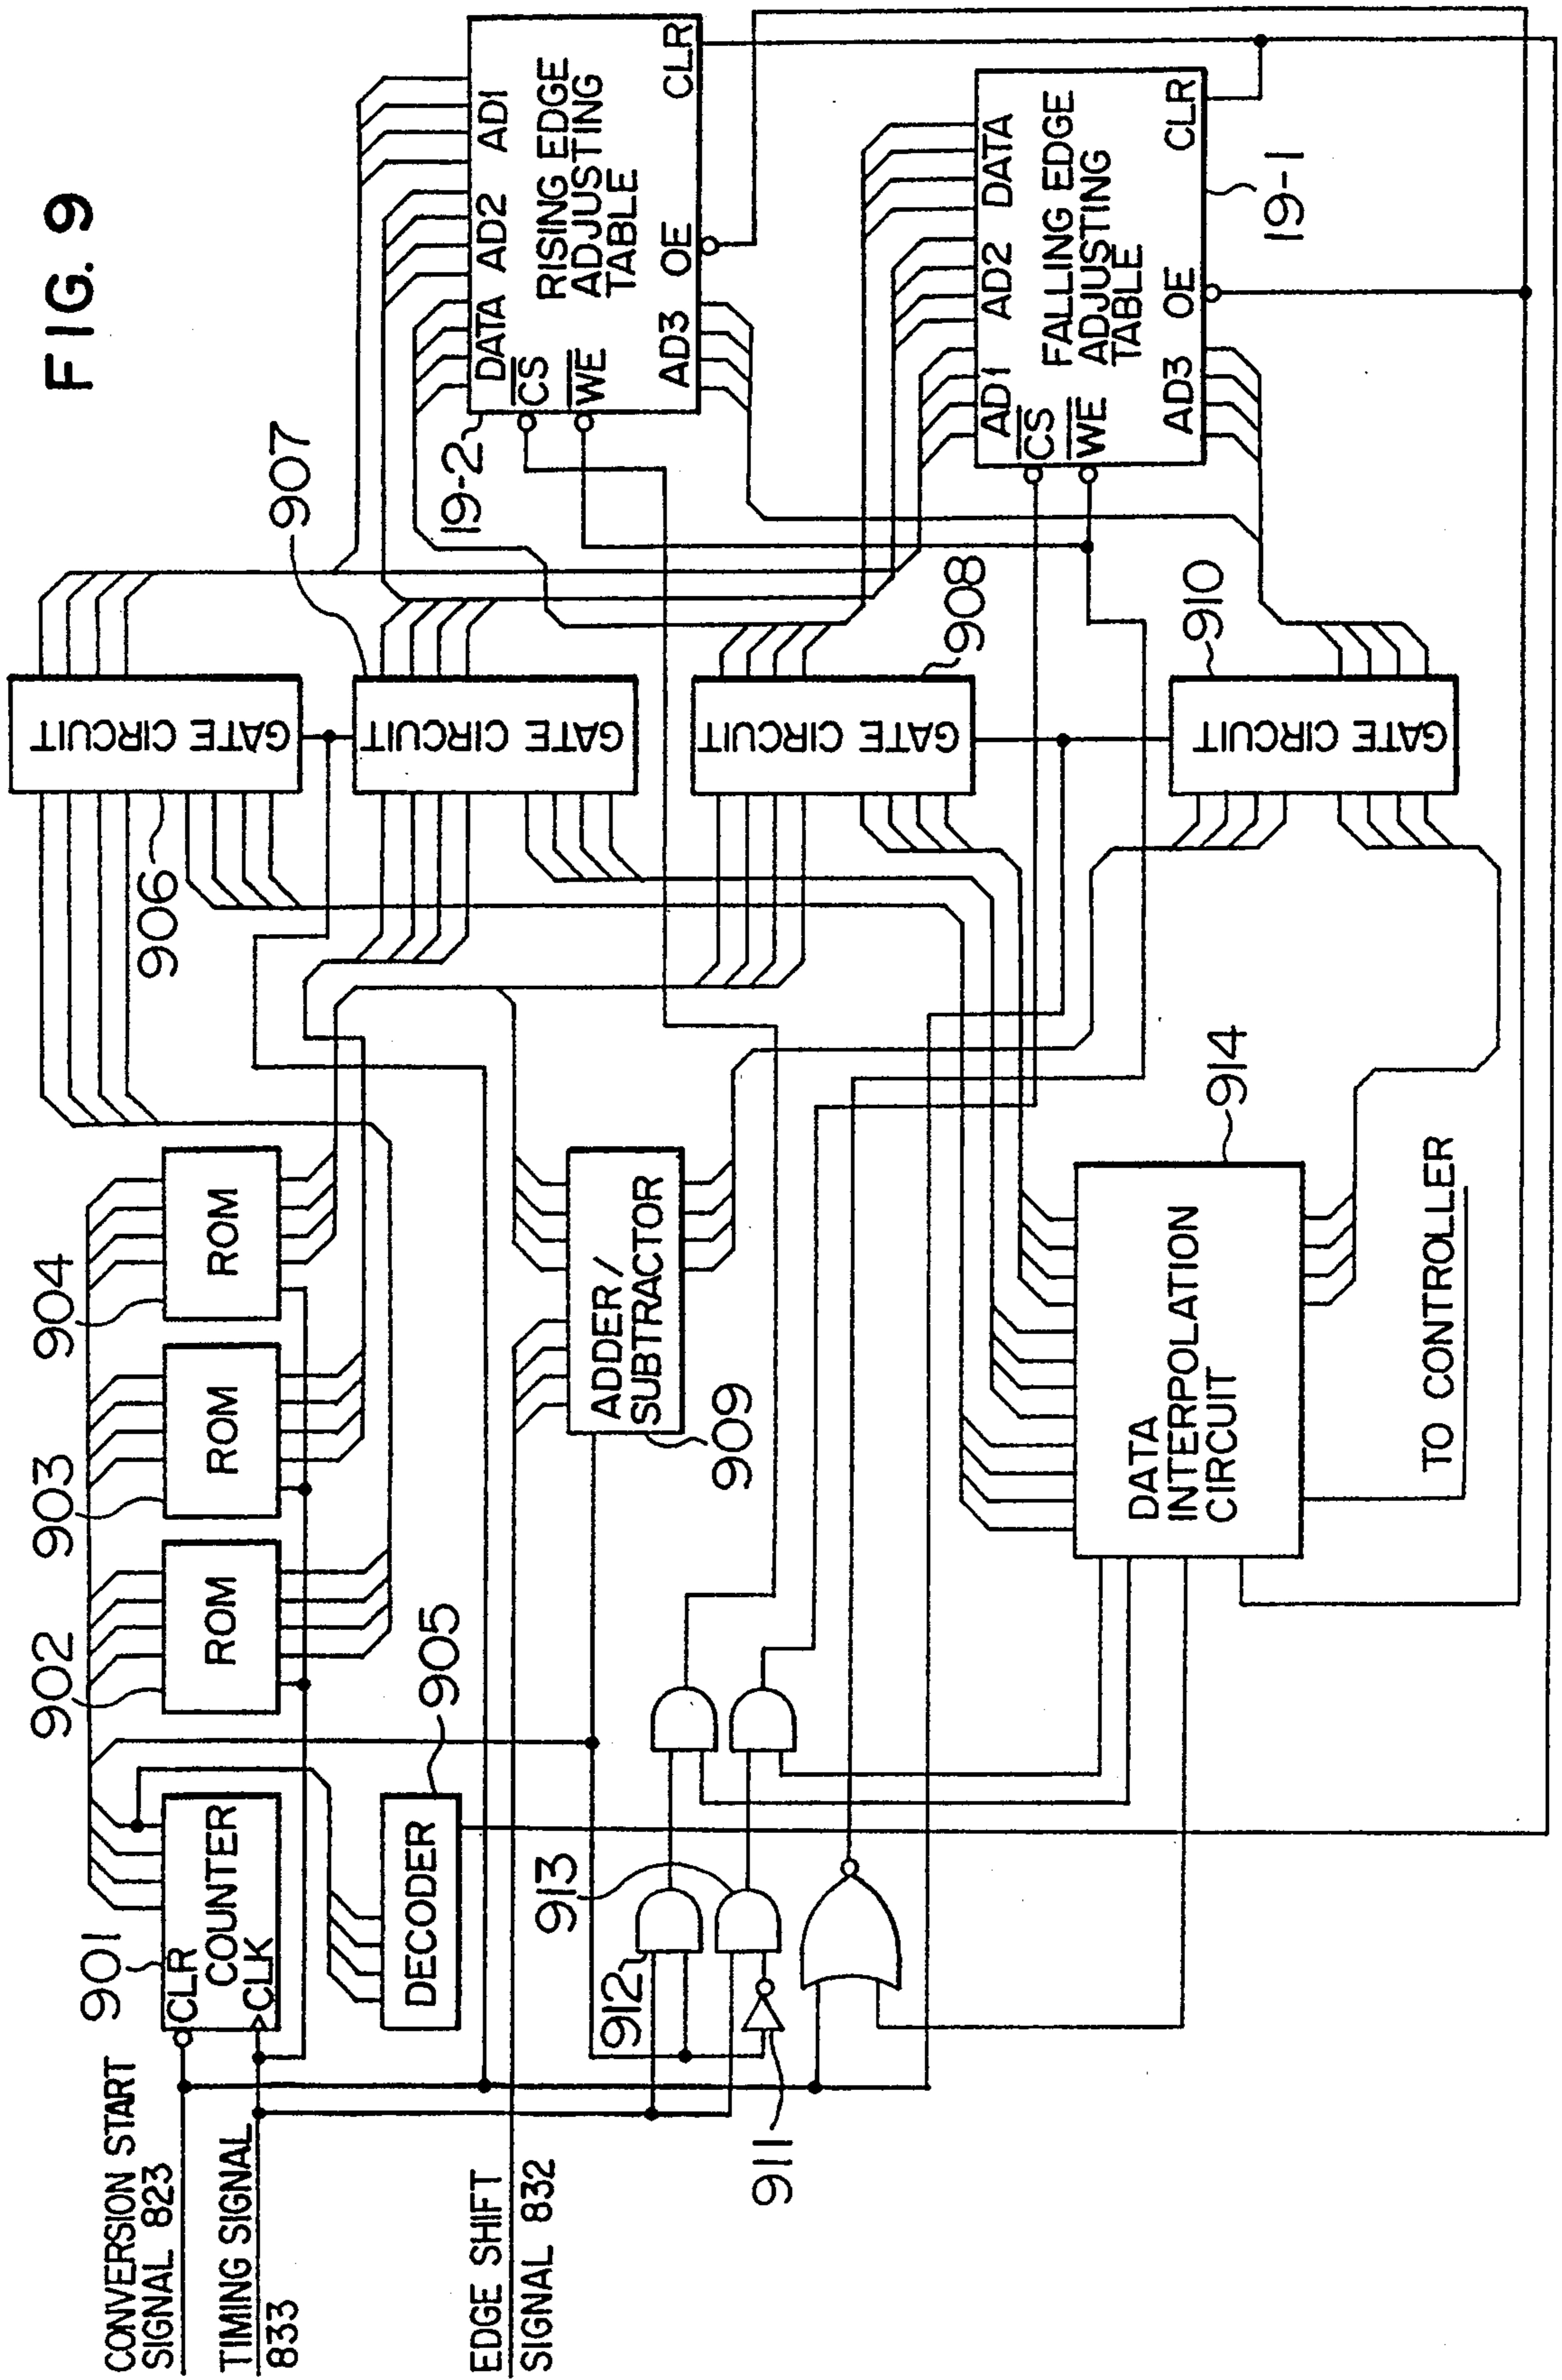 FIG. 9
CONVERSION START
SIGNAL 823
TIMING SIGNAL
833
EDGE SHIFT
SIGNAL 832
901
CLR
COUNTER
CLK
902
ROM
903
ROM
904
ROM
905
DECODER
906
GATE CIRCUIT
907
GATE CIRCUIT
908
GATE CIRCUIT
910
GATE CIRCUIT
ADDER/
SUBTRACTOR
909
911
912
913
914
DATA
INTERPOLATION
CIRCUIT
TO CONTROLLER
19-2
DATA AD2 AD1
CS
WE
RISING EDGE
ADJUSTING
TABLE
AD3 OE CLR
AD1 AD2 DATA
CS
WE
FALLING EDGE
ADJUSTING
TABLE
AD3 OE CLR
19-1